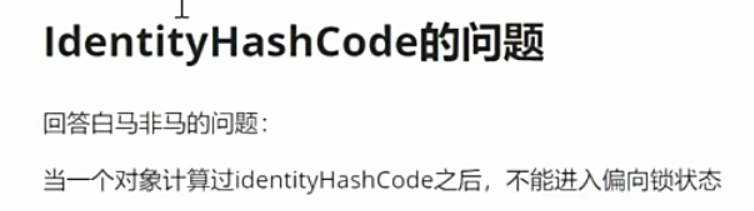 IdentityHashCode的问题
回答白马非马的问题：
当一个对象计算过identityHashCode之后，不能进入偏向锁状态